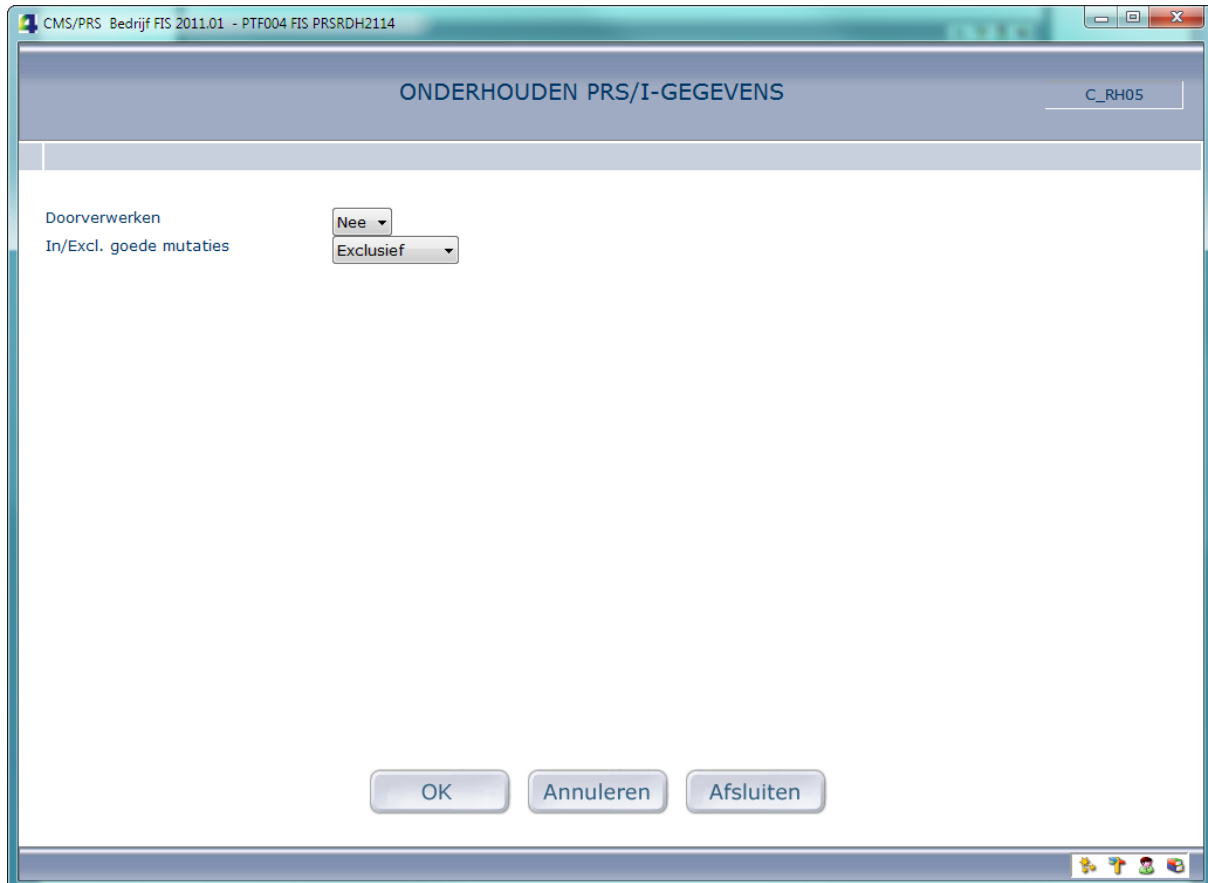 CMS/PRS Bedrijf FIS 2011.01 - PTF004 FIS PRSRDH2114
ONDERHOUDEN PRS/I-GEGEVENS
C_RH05
Doorverwerken Nee
In/Excl. goede mutaties Exclusief
OK Annuleren Afsluiten